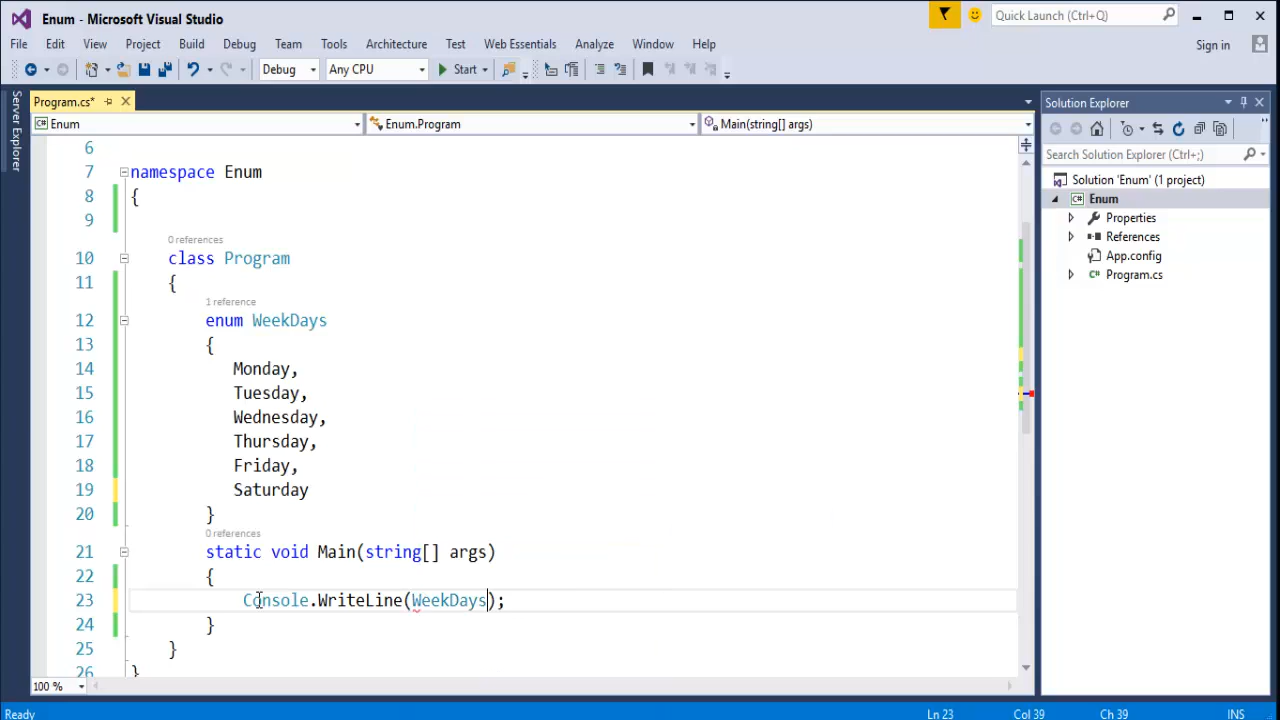 Enum - Microsoft Visual Studio
Quick Launch (Ctrl+Q)
File Edit View Project Build Debug Team Tools Architecture Test Web Essentials Analyze Window Help
Sign in
Debug Any CPU Start
Server Explorer
Program.cs*
Enum Enum.Program Main(string[] args)
6
7 namespace Enum
8 {
9
0 references
10 class Program
11 {
1 reference
12 enum WeekDays
13 {
14 Monday,
15 Tuesday,
16 Wednesday,
17 Thursday,
18 Friday,
19 Saturday
20 }
0 references
21 static void Main(string[] args)
22 {
23 Console.WriteLine(WeekDays);
24 }
25 }
26 }
100 %
Solution Explorer
Search Solution Explorer (Ctrl+;)
Solution 'Enum' (1 project)
C# Enum
Properties
References
App.config
C# Program.cs
Ready Ln 23 Col 39 Ch 39 INS